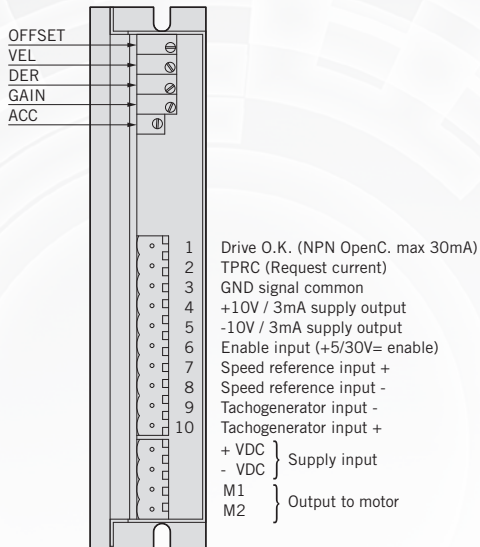 OFFSET
VEL
DER
GAIN
ACC
1 Drive O.K. (NPN OpenC. max 30mA)
2 TPRC (Request current)
3 GND signal common
4 +10V / 3mA supply output
5 -10V / 3mA supply output
6 Enable input (+5/30V= enable)
7 Speed reference input +
8 Speed reference input -
9 Tachogenerator input -
10 Tachogenerator input +
+ VDC
- VDC
Supply input
M1
M2
Output to motor